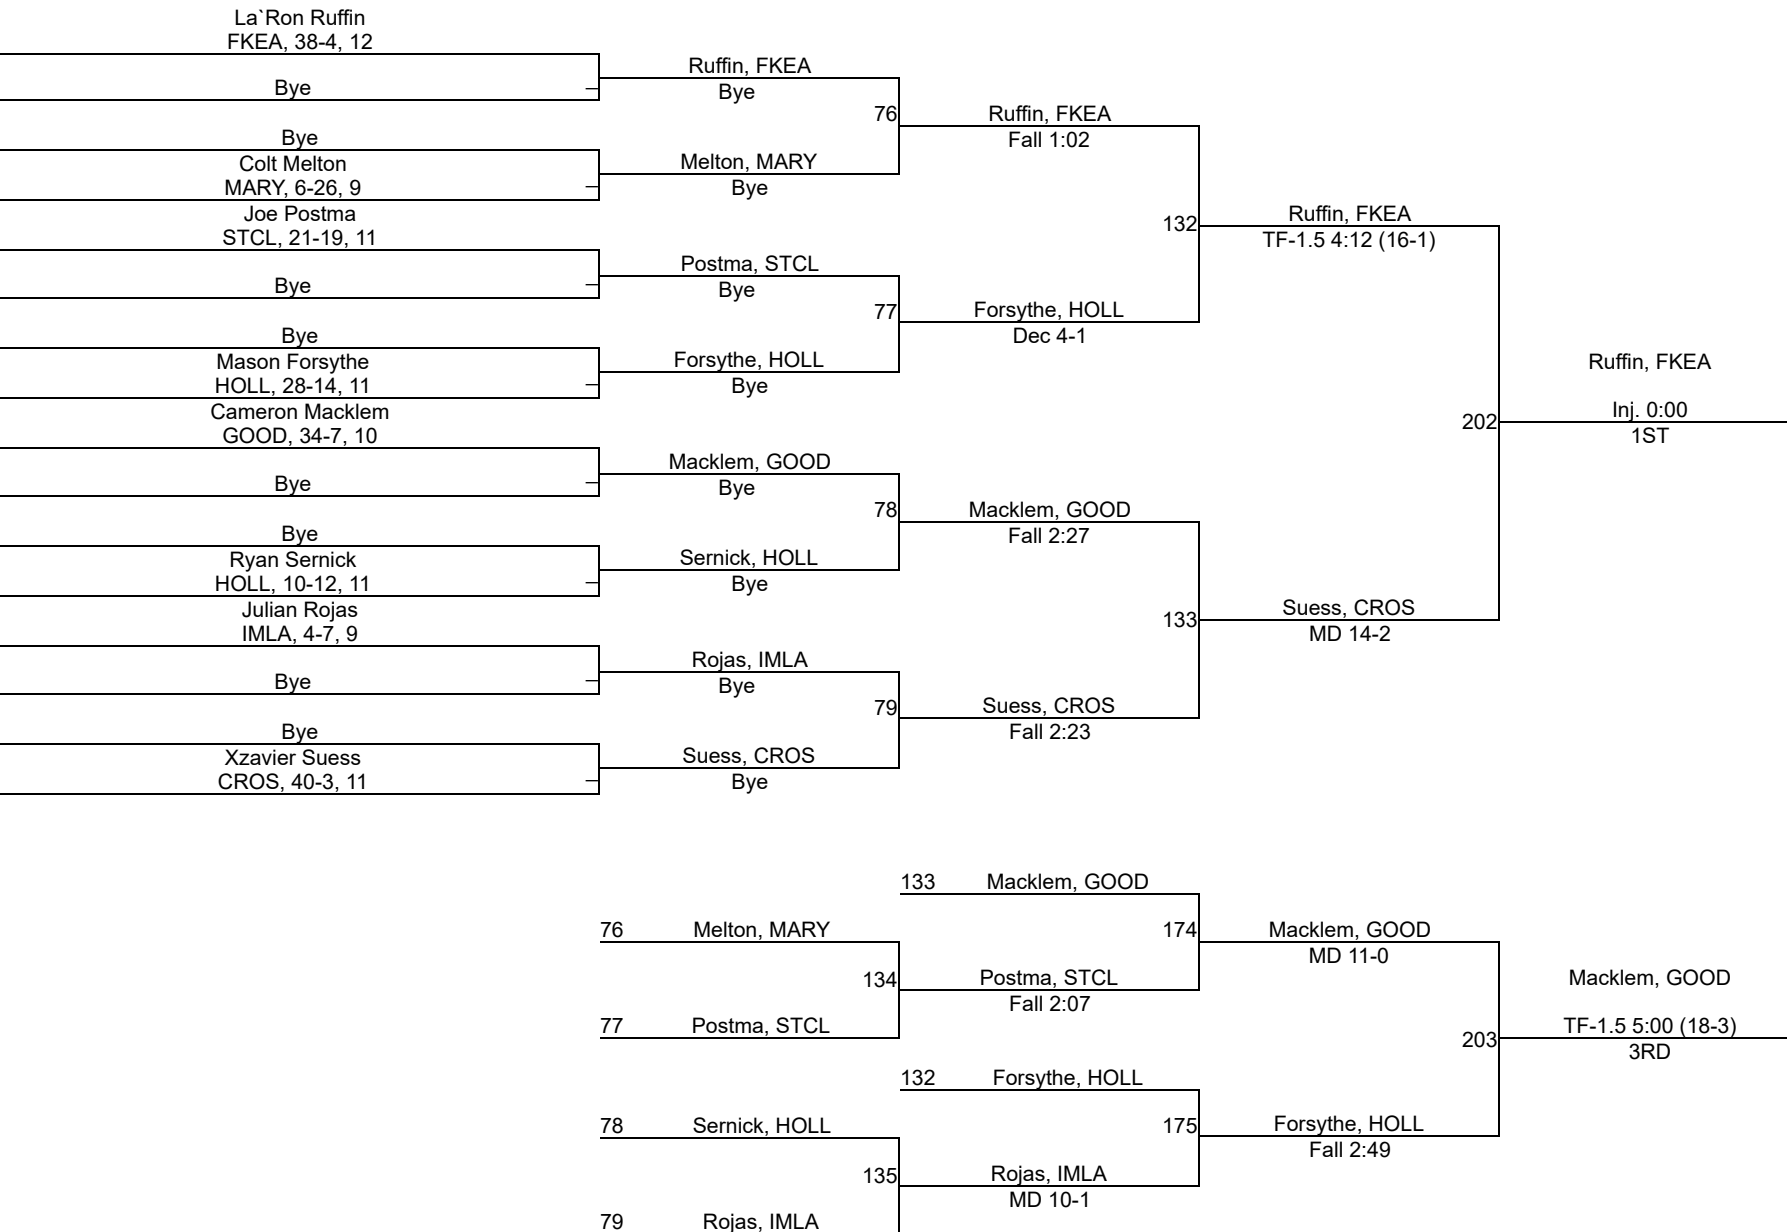 La`Ron Ruffin
FKEA, 38-4, 12
Bye
Bye
Colt Melton
MARY, 6-26, 9
Joe Postma
STCL, 21-19, 11
Bye
Bye
Mason Forsythe
HOLL, 28-14, 11
Cameron Macklem
GOOD, 34-7, 10
Bye
Bye
Ryan Sernick
HOLL, 10-12, 11
Julian Rojas
IMLA, 4-7, 9
Bye
Bye
Xzavier Suess
CROS, 40-3, 11
Ruffin, FKEA
Bye
76
Melton, MARY
Bye
Postma, STCL
Bye
77
Forsythe, HOLL
Bye
Macklem, GOOD
Bye
78
Sernick, HOLL
Bye
Rojas, IMLA
Bye
79
Suess, CROS
Bye
Ruffin, FKEA
Fall 1:02
132
Forsythe, HOLL
Dec 4-1
Macklem, GOOD
Fall 2:27
133
Suess, CROS
Fall 2:23
Ruffin, FKEA
TF-1.5 4:12 (16-1)
202
Suess, CROS
MD 14-2
Ruffin, FKEA
Inj. 0:00
1ST
133 Macklem, GOOD
76 Melton, MARY
134
77 Postma, STCL
Postma, STCL
Fall 2:07
174
132 Forsythe, HOLL
78 Sernick, HOLL
135
79 Rojas, IMLA
Rojas, IMLA
MD 10-1
175
Macklem, GOOD
MD 11-0
203
Forsythe, HOLL
Fall 2:49
Macklem, GOOD
TF-1.5 5:00 (18-3)
3RD